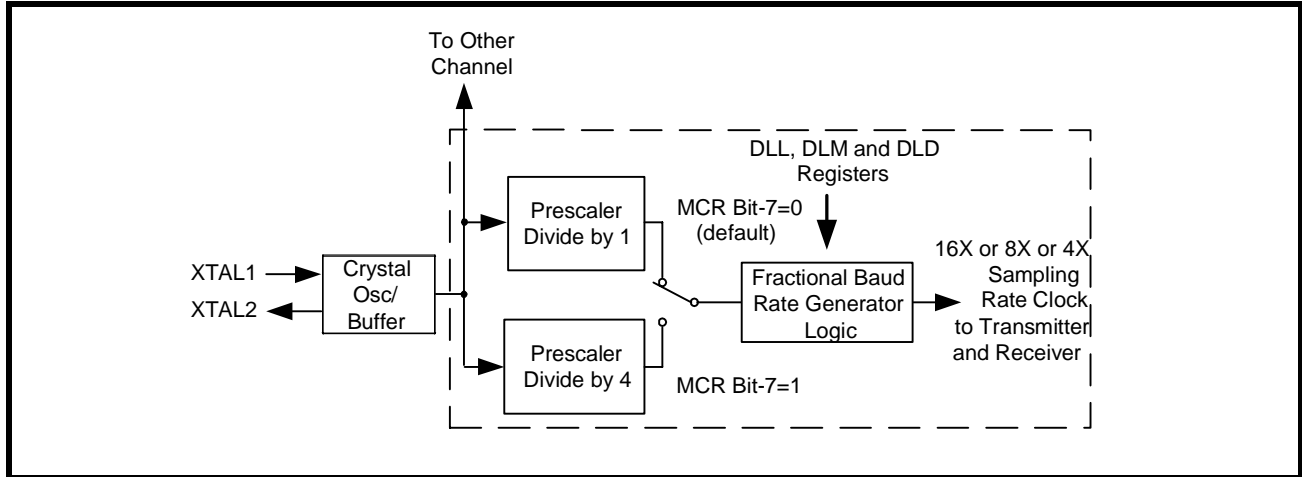 To Other
Channel
DLL, DLM and DLD
Registers
Prescaler
Divide by 1
MCR Bit-7=0
(default)
16X or 8X or 4X
Sampling
Rate Clock
to Transmitter
and Receiver
XTAL1
XTAL2
Crystal
Osc/
Buffer
Fractional Baud
Rate Generator
Logic
Prescaler
Divide by 4
MCR Bit-7=1